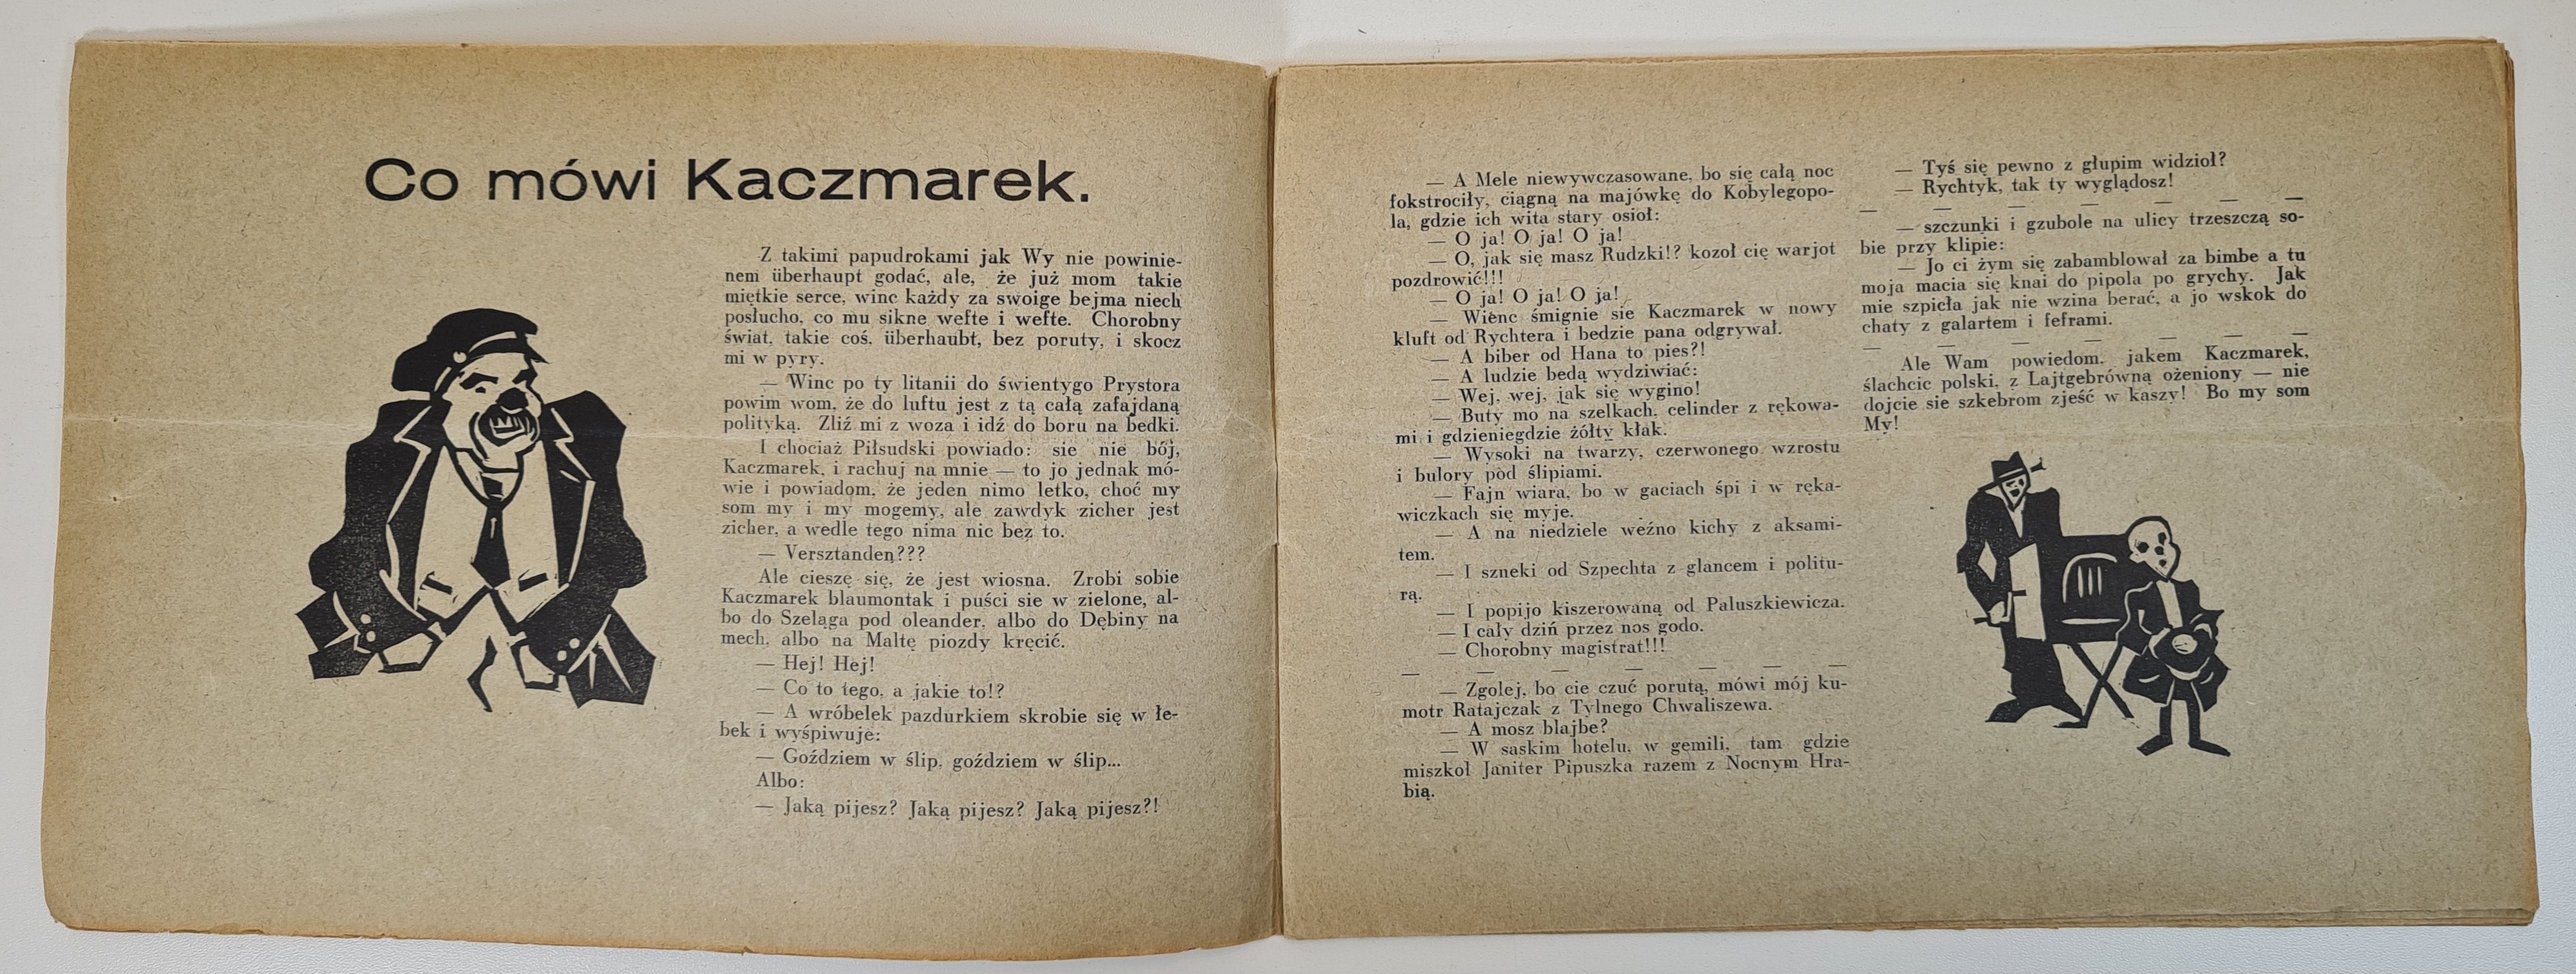 Co mówi Kaczmarek.
Z takimi papudrokami jak Wy nie powinie-
nem überhaupt godać, ale, że już mom takie
miętkie serce, winc każdy za swoige bejma niech
posłucho, co mu sikne wefte i wefte. Chorobny
świat, takie coś, überhaubt, bez poruty, i skocz
mi w pyry.
— Winc po ty litanii do świentygo Prystora
powim wom, że do luftu jest z tą całą zafajdaną
polityką. Zliź mi z woza i idź do boru na bedki.
I chociaż Piłsudski powiado: sie nie bój,
Kaczmarek, i rachuj na mnie — to jo jednak mó-
wie i powiadom, że jeden nimo letko, choć my
som my i my mogemy, ale zawdyk zicher jest
zicher, a wedle tego nima nic bez to.
— Versztanden???
Ale cieszę się, że jest wiosna. Zrobi sobie
Kaczmarek blaumontak i puści sie w zielone, al-
bo do Szeląga pod oleander, albo do Dębiny na
mech, albo na Maltę piozdy kręcić.
— Hej! Hej!
— Co to tego, a jakie to!?
— A wróbelek pazdurkiem skrobie się w łe-
bek i wyśpiwuje:
— Goździem w ślip, goździem w ślip...
Albo:
— Jaką pijesz? Jaką pijesz? Jaką pijesz?!
— A Mele niewywczasowane, bo się całą noc
fokstrociły, ciągną na majówkę do Kobylegopo-
la, gdzie ich wita stary osioł:
— O ja! O ja! O ja!
— O, jak się masz Rudzki!? kozoł cię warjot
pozdrowić!!!
— O ja! O ja! O ja!
— Wienc śmignie sie Kaczmarek w nowy
kluft od Rychtera i bedzie pana odgrywał.
— A biber od Hana to pies?!
— A ludzie bedą wydziwiać:
— Wej, wej, jak się wygino!
— Buty mo na szelkach, celinder z rękowa-
mi i gdzieniegdzie żółty kłak.
— Wysoki na twarzy, czerwonego wzrostu
i bulory pod ślipiami.
— Fajn wiara, bo w gaciach śpi i w ręka-
wiczkach się myje.
— A na niedziele weźno kichy z aksami-
tem.
— I szneki od Szpechta z glancem i politu-
rą.
— I popijo kiszerowaną od Paluszkiewicza.
— I cały dziń przez nos godo.
— Chorobny magistrat!!!
— — — — — — —
— Zgolej, bo cie czuć porutą, mówi mój ku-
motr Ratajczak z Tylnego Chwaliszewa.
— A mosz blajbe?
— W saskim hotelu, w gemili, tam gdzie
miszkoł Janiter Pipuszka razem z Nocnym Hra-
bią.
— Tyś się pewno z głupim widzioł?
— Rychtyk, tak ty wyglądosz!
— — — — — — —
— szczunki i gzubole na ulicy trzeszczą so-
bie przy klipie:
— Jo ci żym się zabamblował za bimbe a tu
moja macia się knai do pipola po grychy. Jak
mie szpicła jak nie wzina berać, a jo wskok do
chaty z galartem i feframi.
— — — — — — —
Ale Wam powiedom, jakem Kaczmarek,
ślachcic polski, z Lajtgebrówną ożeniony — nie
dojcie sie szkebrom zjeść w kaszy! Bo my som
My!